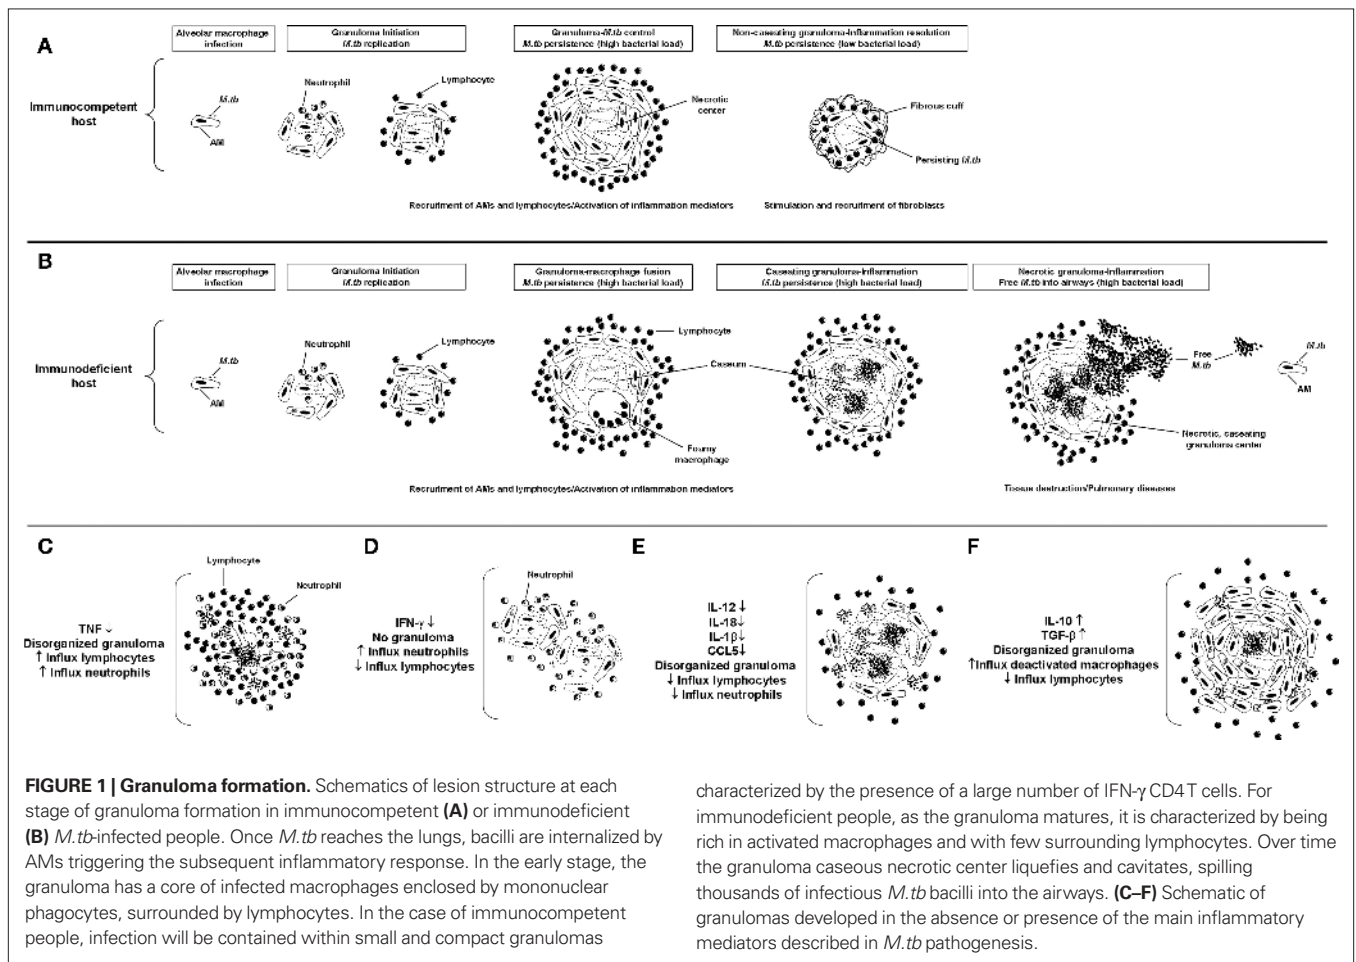 A
Alveolar macrophage
infection
Granuloma Initiation
M.tb replication
Granuloma-M.tb control
M.tb persistence (high bacterial load)
Non-caseating granuloma-Inflammation resolution
M.tb persistence (low bacterial load)
Immunocompetent
host
M.tb
AM
Neutrophil
Lymphocyte
Necrotic
center
Fibrous cuff
Persisting M.tb
Recruitment of AMs and lymphocytes/Activation of inflammation mediators
Stimulation and recruitment of fibroblasts
B
Alveolar macrophage
infection
Granuloma Initiation
M.tb replication
Granuloma-macrophage fusion
M.tb persistence (high bacterial load)
Caseating granuloma-Inflammation
M.tb persistence (high bacterial load)
Necrotic granuloma-Inflammation
Free M.tb into airways (high bacterial load)
Immunodeficient
host
M.tb
AM
Neutrophil
Lymphocyte
Lymphocyte
Caseum
Foamy
macrophage
Free
M.tb
M.tb
AM
Necrotic, caseating
granuloma center
Recruitment of AMs and lymphocytes/Activation of inflammation mediators
Tissue destruction/Pulmonary diseases
C
Lymphocyte
Neutrophil
TNF ↓
Disorganized granuloma
↑ Influx lymphocytes
↑ Influx neutrophils
D
Neutrophil
IFN-γ ↓
No granuloma
↑ Influx neutrophils
↓ Influx lymphocytes
E
IL-12 ↓
IL-18 ↓
IL-1β ↓
CCL5 ↓
Disorganized granuloma
↓ Influx lymphocytes
↓ Influx neutrophils
F
IL-10 ↑
TGF-β ↑
Disorganized granuloma
↑ Influx deactivated macrophages
↓ Influx lymphocytes
FIGURE 1 | Granuloma formation. Schematics of lesion structure at each
stage of granuloma formation in immunocompetent (A) or immunodeficient
(B) M.tb-infected people. Once M.tb reaches the lungs, bacilli are internalized by
AMs triggering the subsequent inflammatory response. In the early stage, the
granuloma has a core of infected macrophages enclosed by mononuclear
phagocytes, surrounded by lymphocytes. In the case of immunocompetent
people, infection will be contained within small and compact granulomas
characterized by the presence of a large number of IFN-γ CD4 T cells. For
immunodeficient people, as the granuloma matures, it is characterized by being
rich in activated macrophages and with few surrounding lymphocytes. Over time
the granuloma caseous necrotic center liquefies and cavitates, spilling
thousands of infectious M.tb bacilli into the airways. (C–F) Schematic of
granulomas developed in the absence or presence of the main inflammatory
mediators described in M.tb pathogenesis.